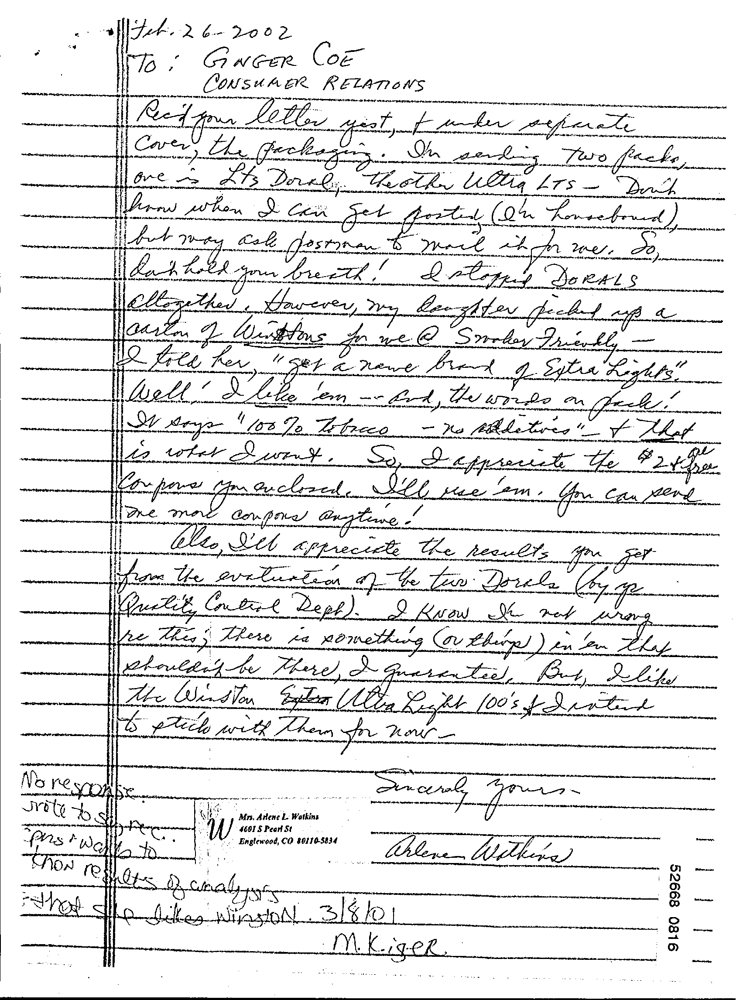 Feb. 26-2002
To: GINGER COE
CONSUMER RELATIONS
Rec'd your letter yest, & under separate
cover, the packaging. I'm sending two packs,
one is Lts Doral, the other Ultra LTS - Don't
know when I can get posted, (I'm housebound),
but may ask postman to mail it for me. So,
don't hold your breath! I stopped DORALS
altogether. However, my daughter picked up a
carton of Winstons for me @ Smoker Friendly -
I told her, "get a new brand of Extra Lights".
Well! I like 'em -- and, the words on pack!
It says "100% tobacco - no additives" - & that
is what I want. So, I appreciate the $2 & free
coupons you enclosed. I'll use 'em. You can send
me more coupons anytime!
Also, I'll appreciate the results you get
from the evaluation of the two Dorals (by yr
Quality Control Dept). I know I'm not wrong
re this; there is something (or things) in 'em that
shouldn't be there, I guarantee. But, I like
the Winston Extra Ultra Light 100's & I intend
to stick with them for now -
Sincerely yours -
Arlene Watkins
W
Mrs. Arlene L. Watkins
4601 S Pearl St
Englewood, CO 80110-5834
No response.
wrote to say rec.
pns & wants to
know results of analysis
that she likes Winston. 3/8/01
M. Kiger.
52668 0816